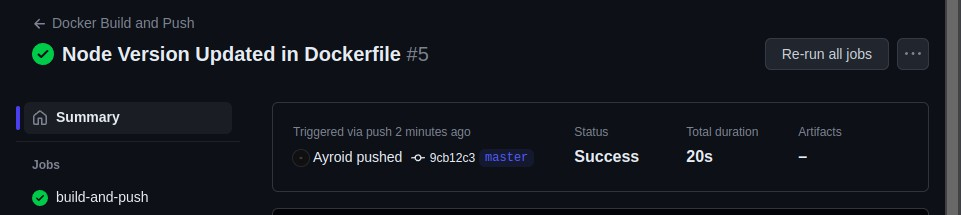 Docker Build and Push
Node Version Updated in Dockerfile #5
Re-run all jobs
Summary
Jobs
build-and-push
Triggered via push 2 minutes ago
Ayroid pushed 9cb12c3 master
Status
Success
Total duration
20s
Artifacts
–